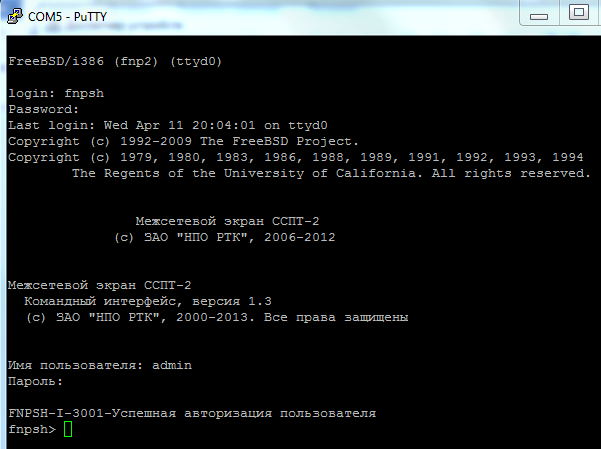 COM5 - PuTTY
FreeBSD/i386 (fnp2) (ttyd0)
login: fnpsh
Password:
Last login: Wed Apr 11 20:04:01 on ttyd0
Copyright (c) 1992-2009 The FreeBSD Project.
Copyright (c) 1979, 1980, 1983, 1986, 1988, 1989, 1991, 1992, 1993, 1994
The Regents of the University of California. All rights reserved.
Межсетевой экран ССПТ-2
(c) ЗАО "НПО РТК", 2006-2012
Межсетевой экран ССПТ-2
Командный интерфейс, версия 1.3
(c) ЗАО "НПО РТК", 2000-2013. Все права защищены
Имя пользователя: admin
Пароль:
FNPSH-I-3001-Успешная авторизация пользователя
fnpsh>